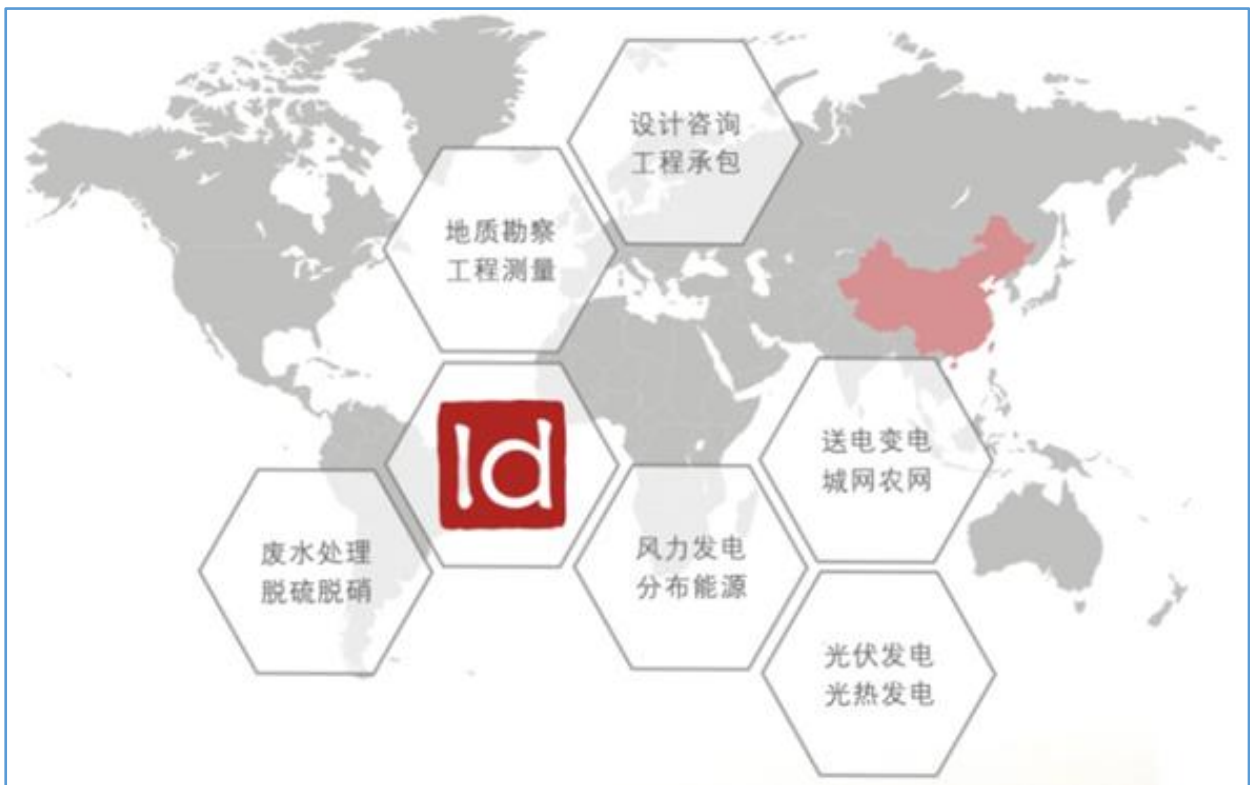 设计咨询
工程承包
地质勘察
工程测量
ld
送电变电
城网农网
废水处理
脱硫脱硝
风力发电
分布能源
光伏发电
光热发电